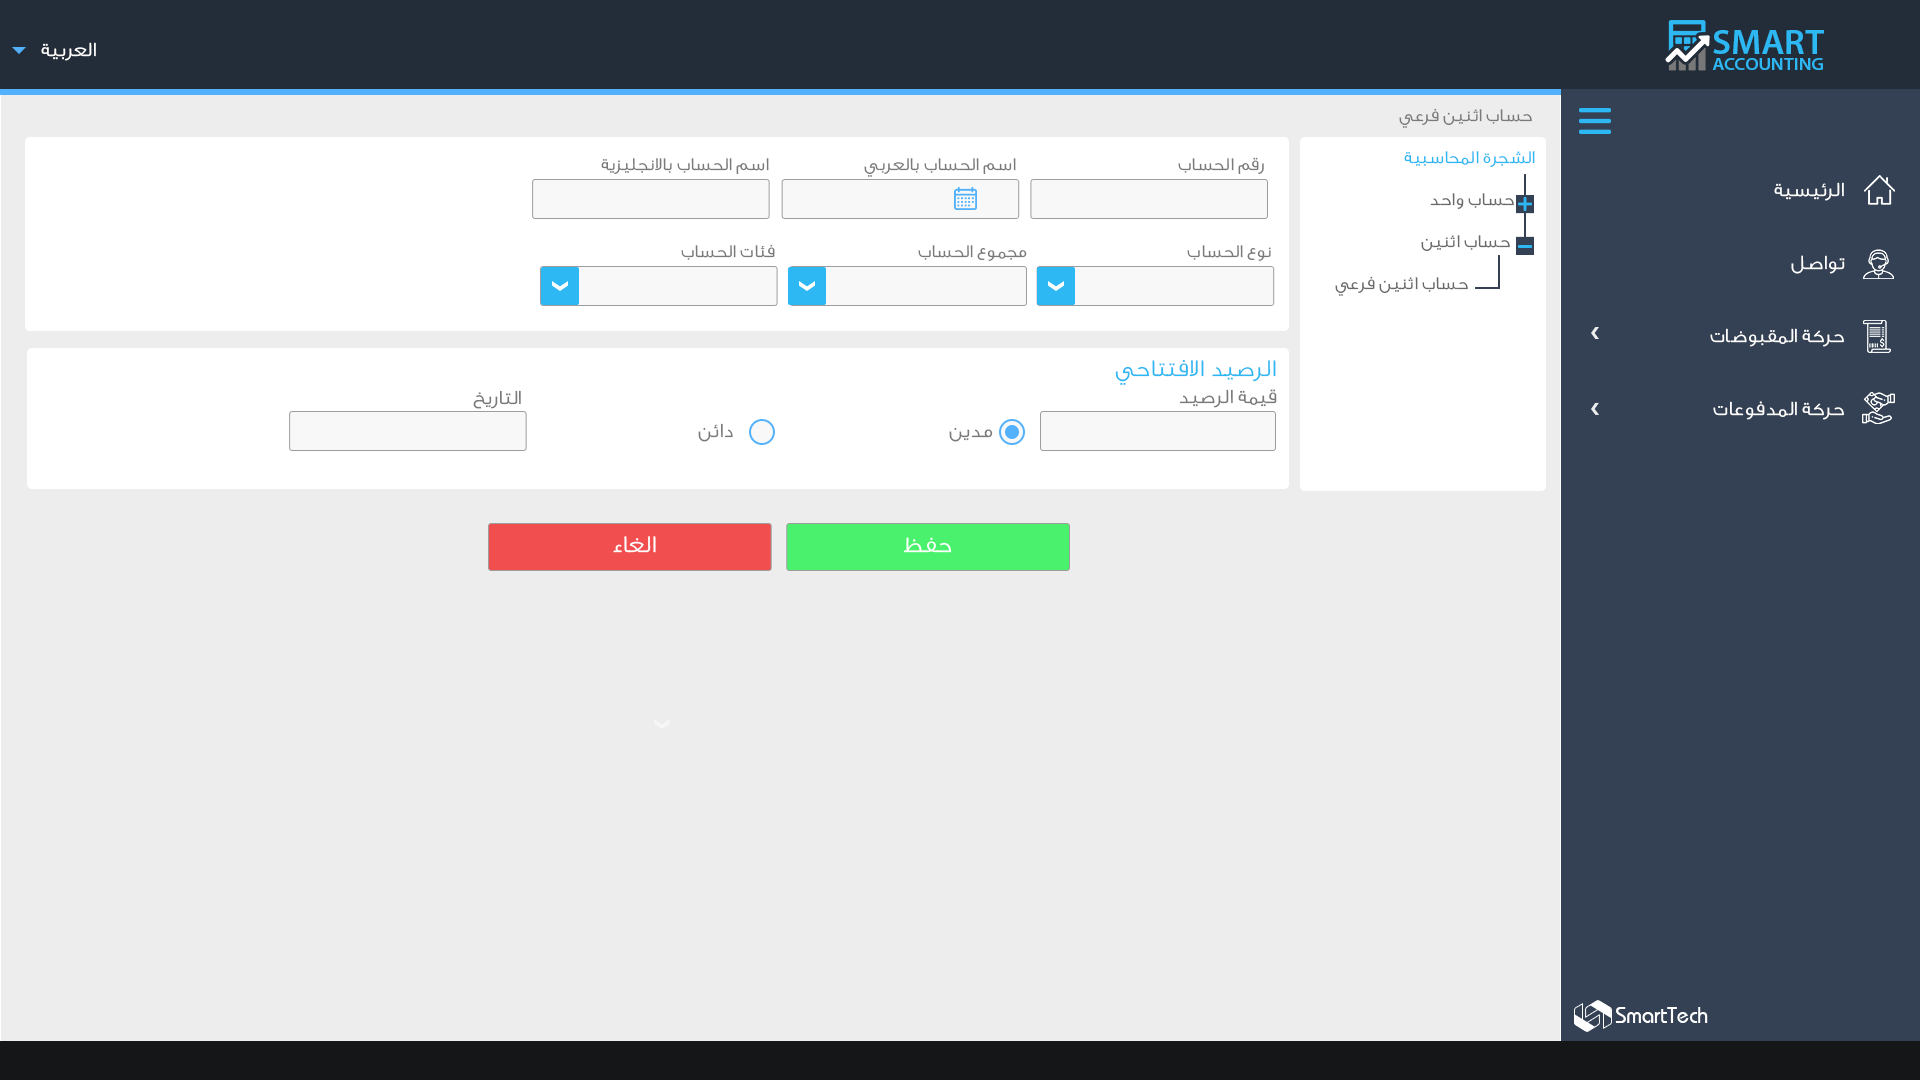 SMART
ACCOUNTING
العربية
الرئيسية
تواصل
حركة المقبوضات
حركة المدفوعات
SmartTech
حساب اثنين فرعي
الشجرة المحاسبية
حساب واحد
حساب اثنين
حساب اثنين فرعي
رقم الحساب
اسم الحساب بالعربي
اسم الحساب بالانجليزية
نوع الحساب
مجموع الحساب
فئات الحساب
الرصيد الافتتاحي
قيمة الرصيد
التاريخ
مدين
دائن
حفظ
الغاء